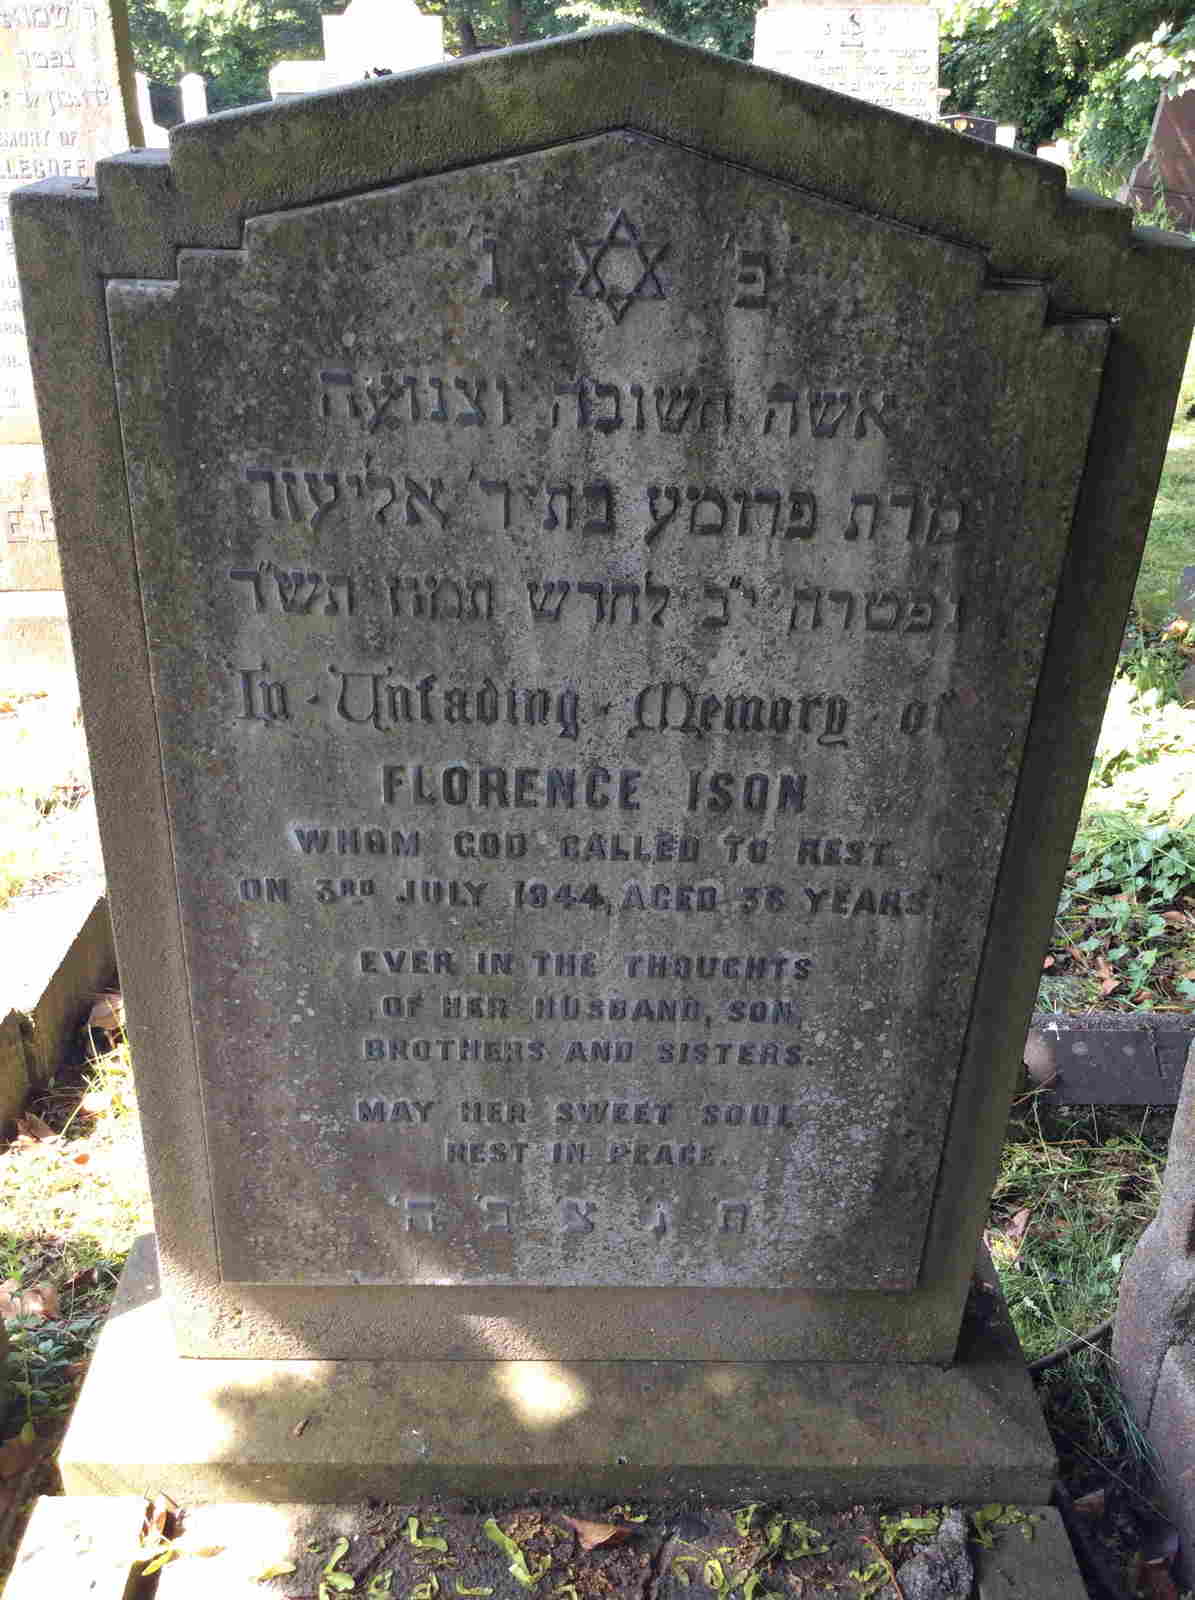 פ' נ'
אשה חשובה וצנועה
מרת פרומע בת ר' אליעזר
נפטרה י"ב לחדש תמוז תש"ד
In · Unfading · Memory of
FLORENCE ISON
WHOM GOD CALLED TO REST
ON 3RD JULY 1944, AGED 36 YEARS.
EVER IN THE THOUGHTS
OF HER HUSBAND, SON,
BROTHERS AND SISTERS.
MAY HER SWEET SOUL
REST IN PEACE.
ת' נ' צ' ב' ה'